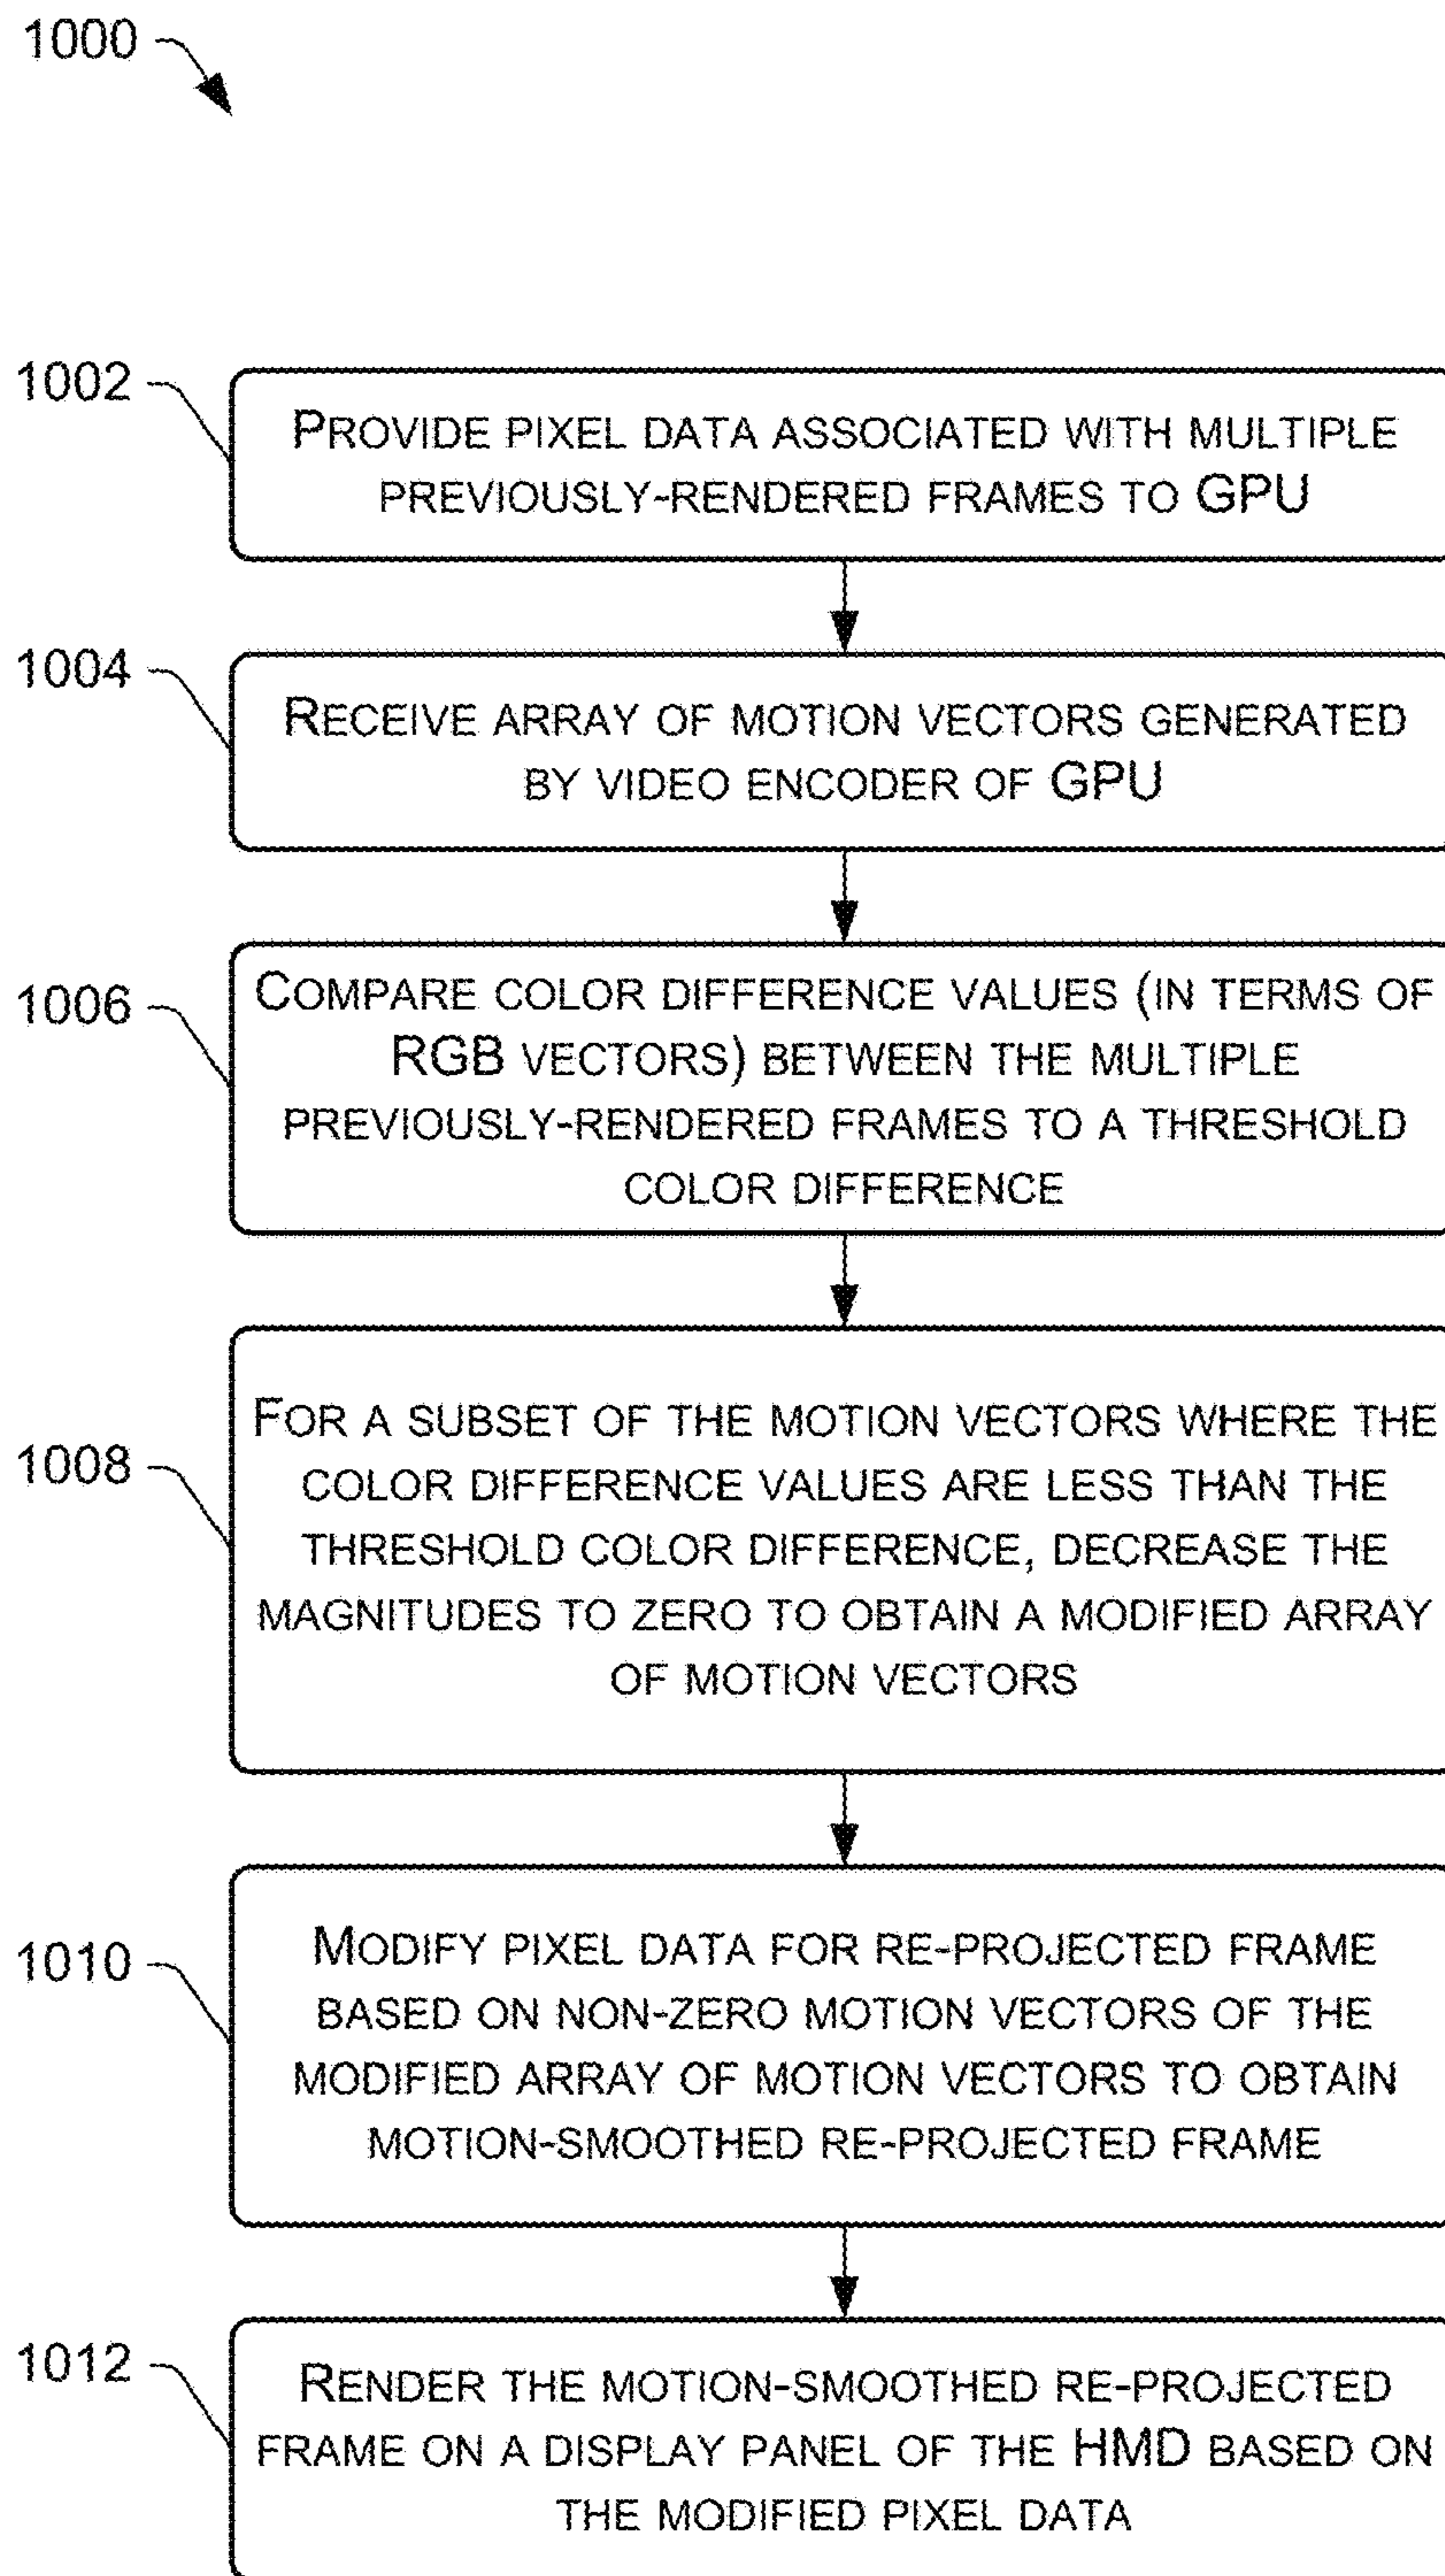 1000
1002
PROVIDE PIXEL DATA ASSOCIATED WITH MULTIPLE
PREVIOUSLY-RENDERED FRAMES TO GPU
1004
RECEIVE ARRAY OF MOTION VECTORS GENERATED
BY VIDEO ENCODER OF GPU
1006
COMPARE COLOR DIFFERENCE VALUES (IN TERMS OF
RGB VECTORS) BETWEEN THE MULTIPLE
PREVIOUSLY-RENDERED FRAMES TO A THRESHOLD
COLOR DIFFERENCE
1008
FOR A SUBSET OF THE MOTION VECTORS WHERE THE
COLOR DIFFERENCE VALUES ARE LESS THAN THE
THRESHOLD COLOR DIFFERENCE, DECREASE THE
MAGNITUDES TO ZERO TO OBTAIN A MODIFIED ARRAY
OF MOTION VECTORS
1010
MODIFY PIXEL DATA FOR RE-PROJECTED FRAME
BASED ON NON-ZERO MOTION VECTORS OF THE
MODIFIED ARRAY OF MOTION VECTORS TO OBTAIN
MOTION-SMOOTHED RE-PROJECTED FRAME
1012
RENDER THE MOTION-SMOOTHED RE-PROJECTED
FRAME ON A DISPLAY PANEL OF THE HMD BASED ON
THE MODIFIED PIXEL DATA